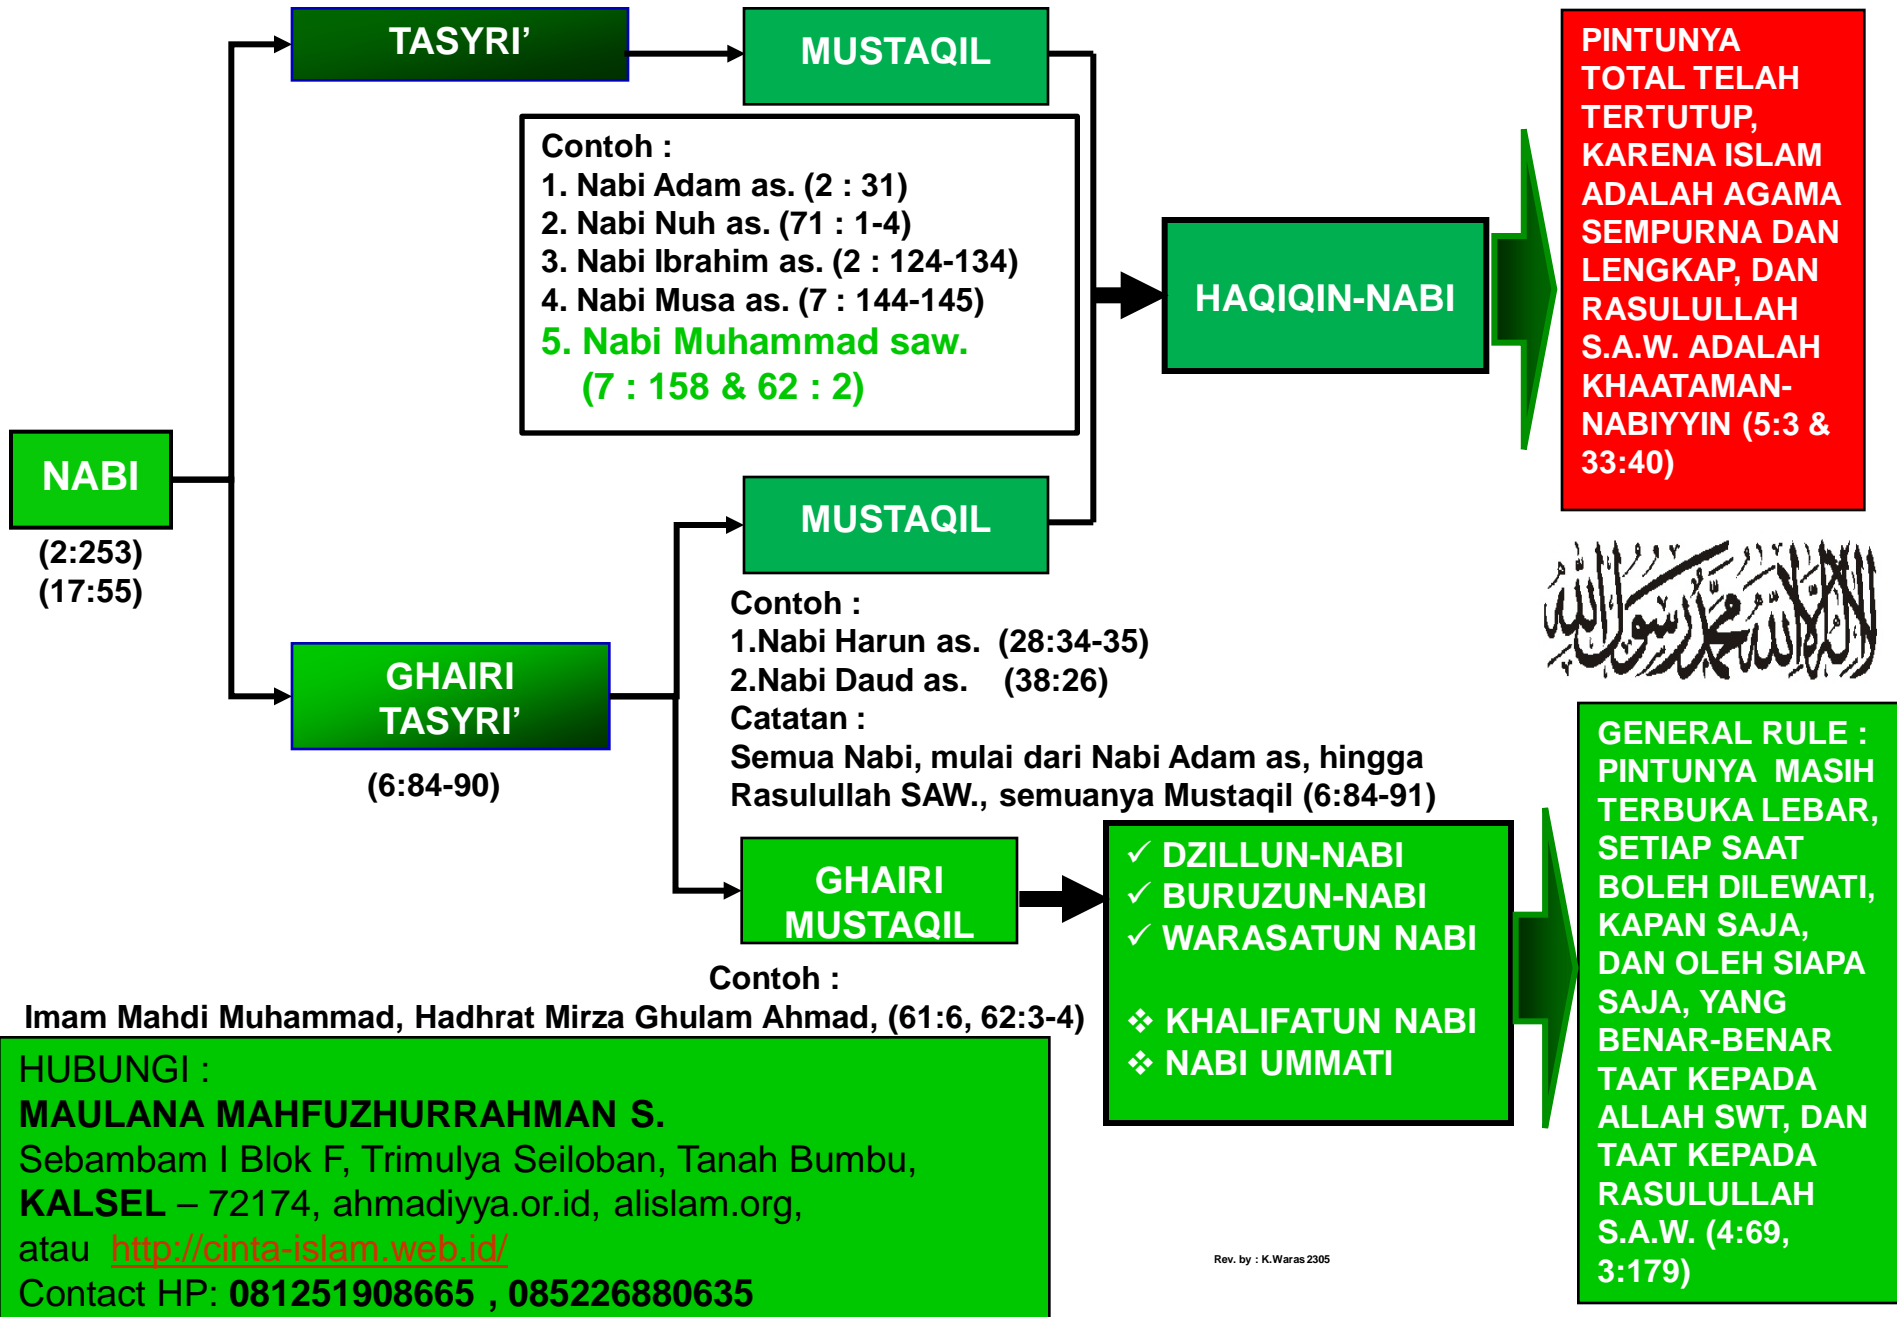 TASYRI’
MUSTAQIL
Contoh :
1. Nabi Adam as. (2 : 31)
2. Nabi Nuh as. (71 : 1-4)
3. Nabi Ibrahim as. (2 : 124-134)
4. Nabi Musa as. (7 : 144-145)
5. Nabi Muhammad saw.
(7 : 158 & 62 : 2)
HAQIQIN-NABI
PINTUNYA
TOTAL TELAH
TERTUTUP,
KARENA ISLAM
ADALAH AGAMA
SEMPURNA DAN
LENGKAP, DAN
RASULULLAH
S.A.W. ADALAH
KHAATAMAN-
NABIYYIN (5:3 &
33:40)
NABI
(2:253)
(17:55)
MUSTAQIL
Contoh :
1.Nabi Harun as. (28:34-35)
2.Nabi Daud as. (38:26)
Catatan :
Semua Nabi, mulai dari Nabi Adam as, hingga
Rasulullah SAW., semuanya Mustaqil (6:84-91)
لا إله إلا الله محمد رسول الله
GHAIRI
TASYRI’
(6:84-90)
GHAIRI
MUSTAQIL
Contoh :
Imam Mahdi Muhammad, Hadhrat Mirza Ghulam Ahmad, (61:6, 62:3-4)
✓ DZILLUN-NABI
✓ BURUZUN-NABI
✓ WARASATUN NABI
❖ KHALIFATUN NABI
❖ NABI UMMATI
GENERAL RULE :
PINTUNYA MASIH
TERBUKA LEBAR,
SETIAP SAAT
BOLEH DILEWATI,
KAPAN SAJA,
DAN OLEH SIAPA
SAJA, YANG
BENAR-BENAR
TAAT KEPADA
ALLAH SWT, DAN
TAAT KEPADA
RASULULLAH
S.A.W. (4:69,
3:179)
HUBUNGI :
MAULANA MAHFUZHURRAHMAN S.
Sebambam I Blok F, Trimulya Seiloban, Tanah Bumbu,
KALSEL – 72174, ahmadiyya.or.id, alislam.org,
atau http://cinta-islam.web.id/
Contact HP: 081251908665 , 085226880635
Rev. by : K.Waras 2305